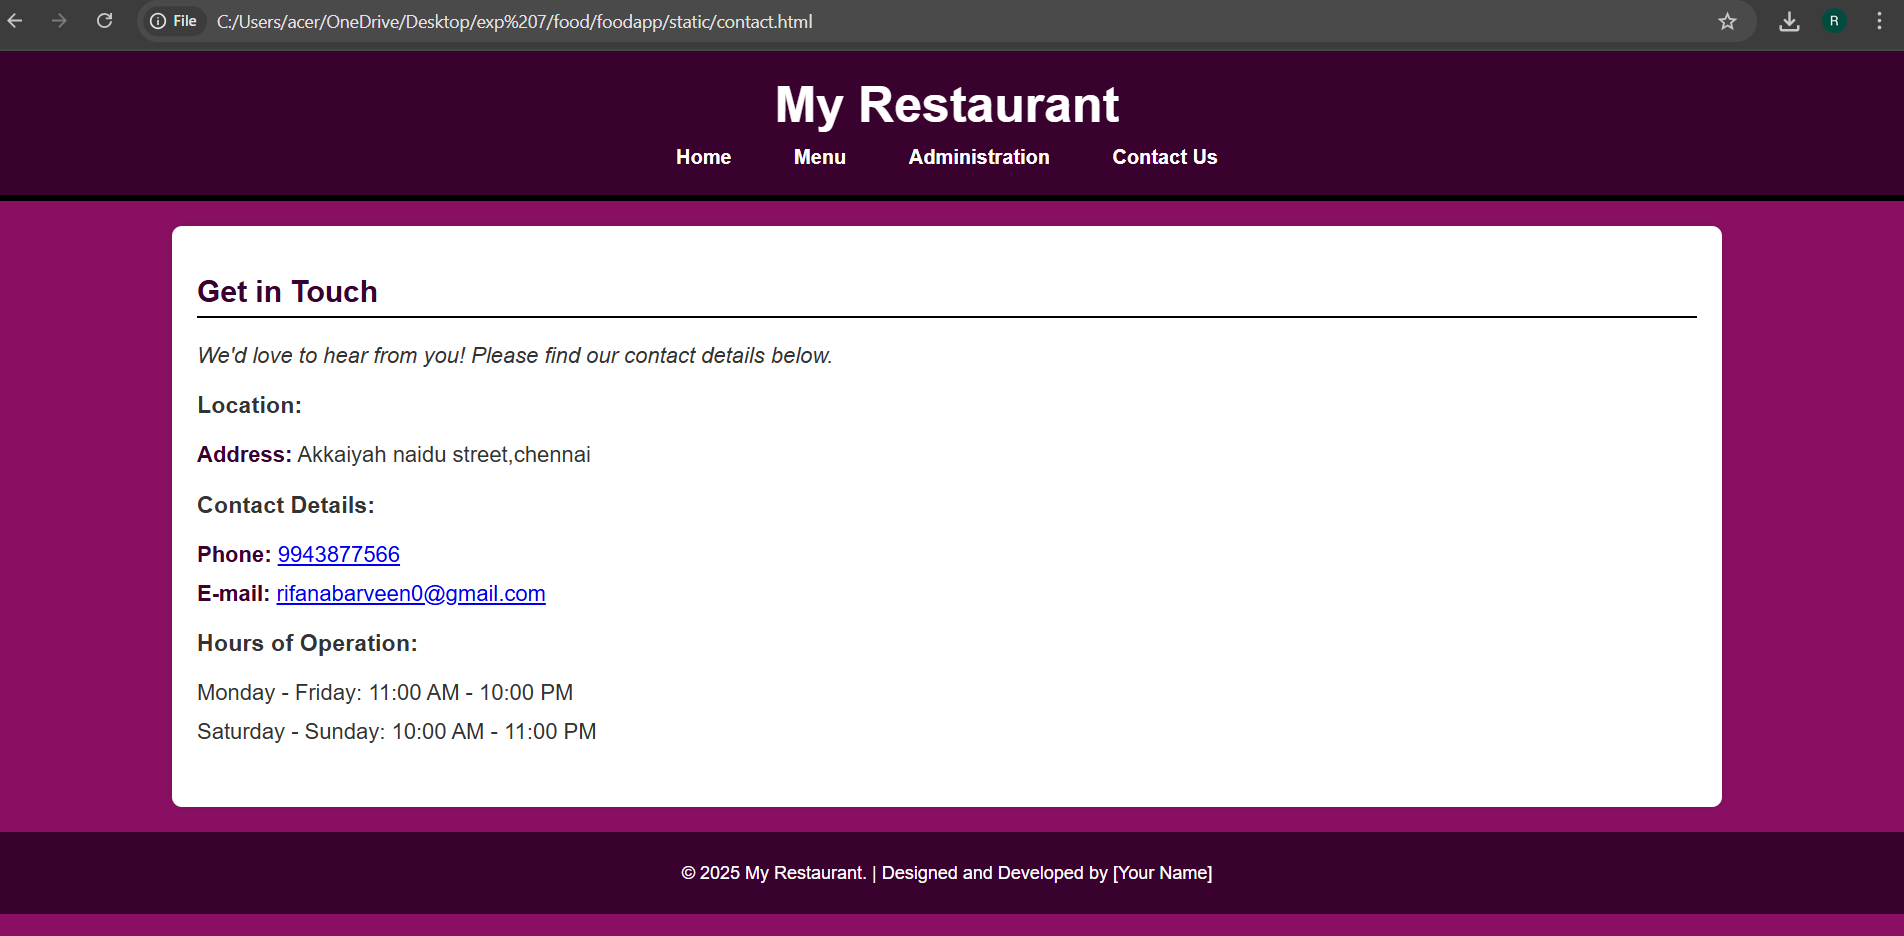 File C:/Users/acer/OneDrive/Desktop/exp%207/food/foodapp/static/contact.html R
My Restaurant
Home Menu Administration Contact Us
Get in Touch
We'd love to hear from you! Please find our contact details below.
Location:
Address: Akkaiyah naidu street,chennai
Contact Details:
Phone: 9943877566
E-mail: rifanabarveen0@gmail.com
Hours of Operation:
Monday - Friday: 11:00 AM - 10:00 PM
Saturday - Sunday: 10:00 AM - 11:00 PM
© 2025 My Restaurant. | Designed and Developed by [Your Name]